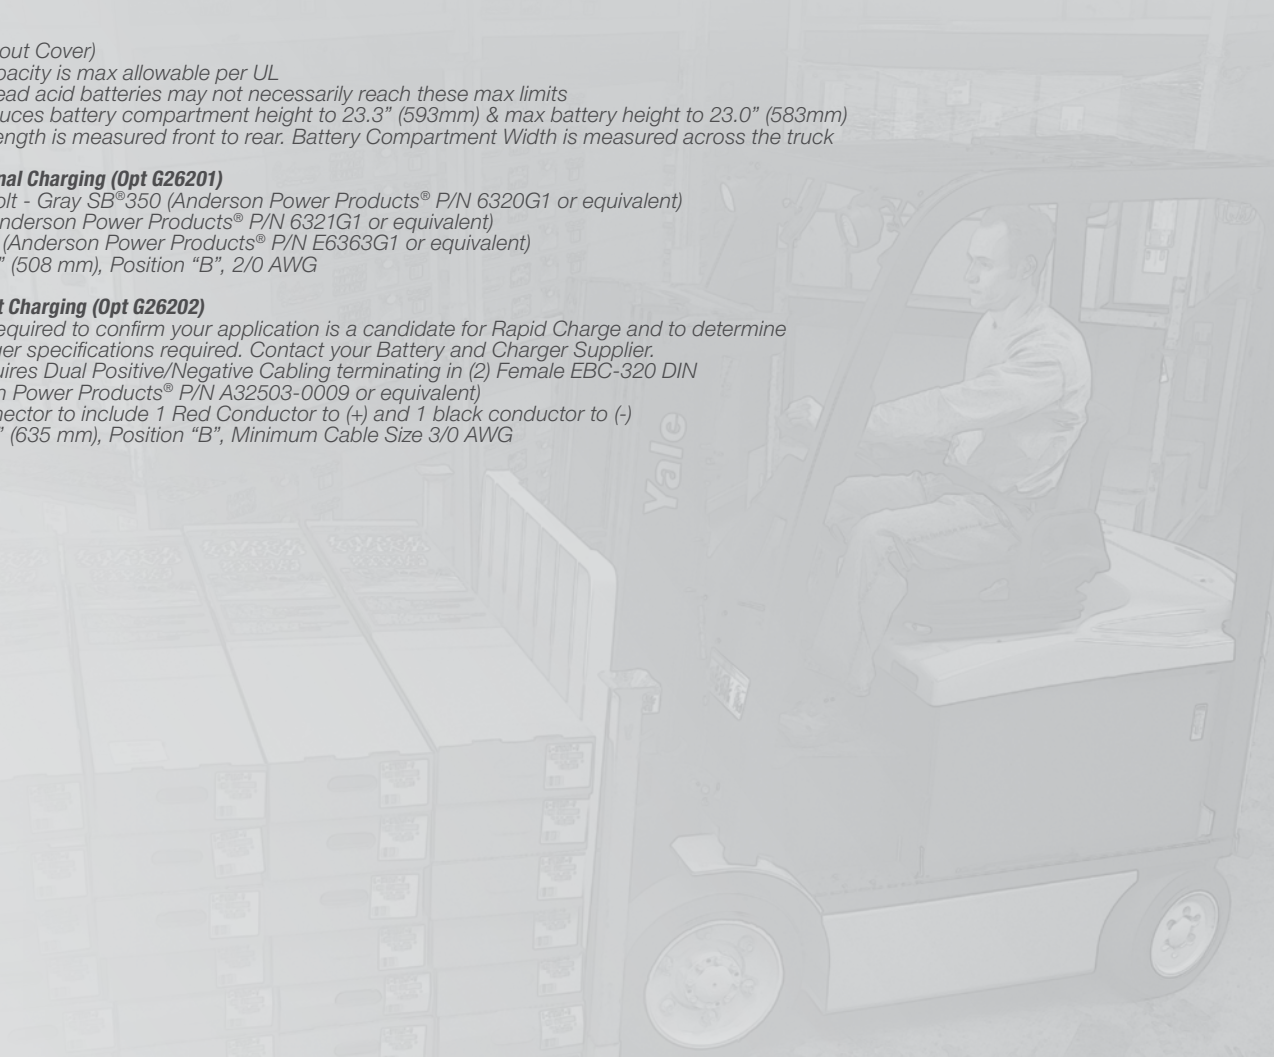 out Cover)
pacity is max allowable per UL
ead acid batteries may not necessarily reach these max limits
uces battery compartment height to 23.3” (593mm) & max battery height to 23.0” (583mm)
ength is measured front to rear. Battery Compartment Width is measured across the truck
nal Charging (Opt G26201)
olt - Gray SB®350 (Anderson Power Products® P/N 6320G1 or equivalent)
nderson Power Products® P/N 6321G1 or equivalent)
(Anderson Power Products® P/N E6363G1 or equivalent)
” (508 mm), Position “B”, 2/0 AWG
t Charging (Opt G26202)
equired to confirm your application is a candidate for Rapid Charge and to determine
ger specifications required. Contact your Battery and Charger Supplier.
uires Dual Positive/Negative Cabling terminating in (2) Female EBC-320 DIN
n Power Products® P/N A32503-0009 or equivalent)
nector to include 1 Red Conductor to (+) and 1 black conductor to (-)
” (635 mm), Position “B”, Minimum Cable Size 3/0 AWG
Yale